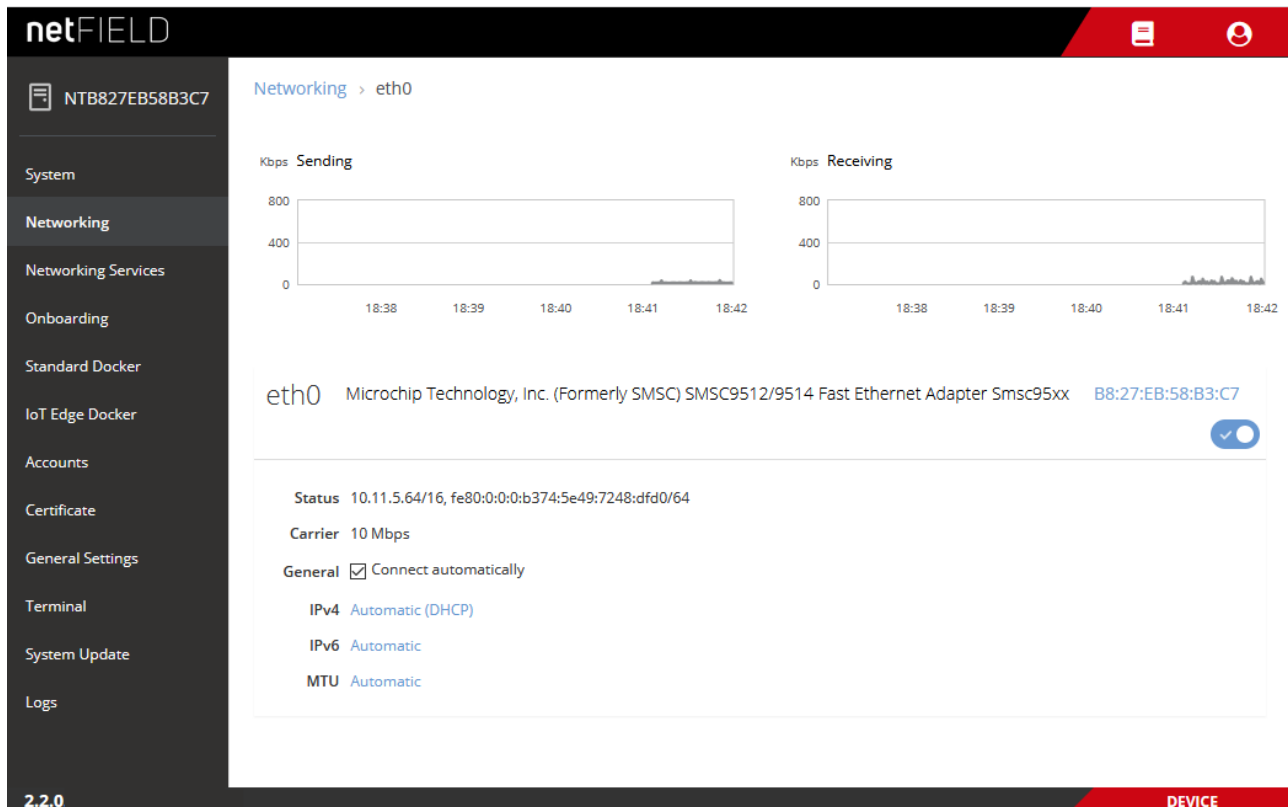 netFIELD
NTB827EB58B3C7
System
Networking
Networking Services
Onboarding
Standard Docker
IoT Edge Docker
Accounts
Certificate
General Settings
Terminal
System Update
Logs
2.2.0
Networking › eth0
Kbps Sending
800
400
0
18:38 18:39 18:40 18:41 18:42
Kbps Receiving
800
400
0
18:38 18:39 18:40 18:41 18:42
eth0 Microchip Technology, Inc. (Formerly SMSC) SMSC9512/9514 Fast Ethernet Adapter Smsc95xx B8:27:EB:58:B3:C7
Status 10.11.5.64/16, fe80:0:0:0:b374:5e49:7248:dfd0/64
Carrier 10 Mbps
General Connect automatically
IPv4 Automatic (DHCP)
IPv6 Automatic
MTU Automatic
DEVICE